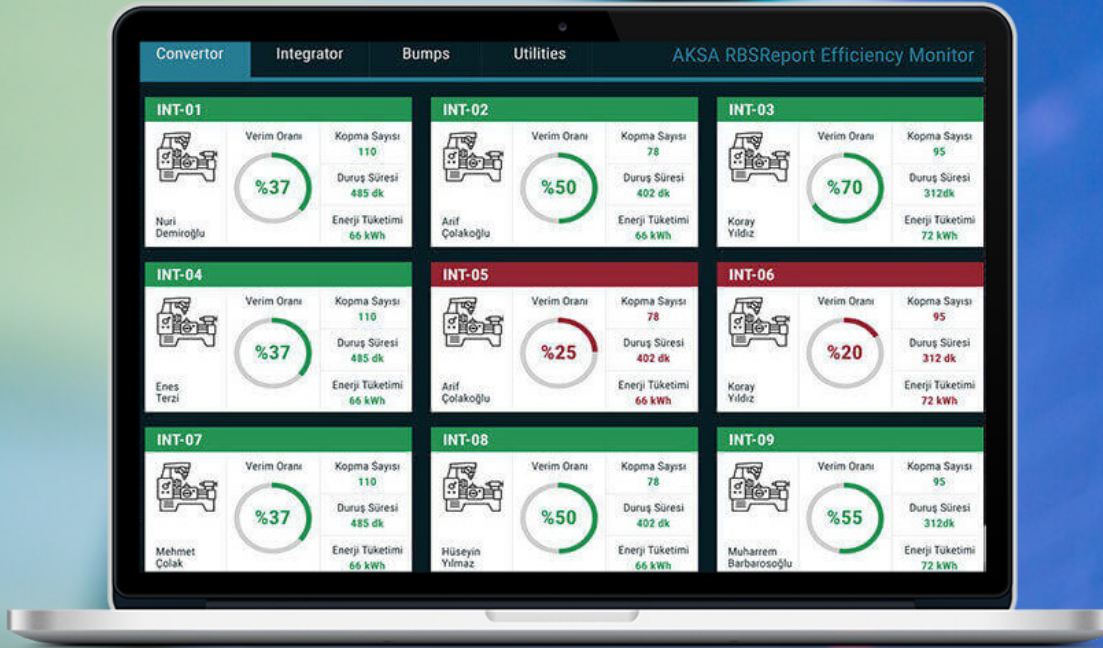 Convertor
Integrator
Bumps
Utilities
AKSA RBSReport Efficiency Monitor
INT-01
Verim Oranı
%37
Kopma Sayısı
110
Duruş Süresi
485 dk
Enerji Tüketimi
66 kWh
Nuri
Demiroğlu
INT-02
Verim Oranı
%50
Kopma Sayısı
78
Duruş Süresi
402 dk
Enerji Tüketimi
66 kWh
Arif
Çolakoğlu
INT-03
Verim Oranı
%70
Kopma Sayısı
95
Duruş Süresi
312dk
Enerji Tüketimi
72 kWh
Koray
Yıldız
INT-04
Verim Oranı
%37
Kopma Sayısı
110
Duruş Süresi
485 dk
Enerji Tüketimi
66 kWh
Enes
Terzi
INT-05
Verim Oranı
%25
Kopma Sayısı
78
Duruş Süresi
402 dk
Enerji Tüketimi
66 kWh
Arif
Çolakoğlu
INT-06
Verim Oranı
%20
Kopma Sayısı
95
Duruş Süresi
312 dk
Enerji Tüketimi
72 kWh
Koray
Yıldız
INT-07
Verim Oranı
%37
Kopma Sayısı
110
Duruş Süresi
485 dk
Enerji Tüketimi
66 kWh
Mehmet
Çolak
INT-08
Verim Oranı
%50
Kopma Sayısı
78
Duruş Süresi
402 dk
Enerji Tüketimi
66 kWh
Hüseyin
Yılmaz
INT-09
Verim Oranı
%55
Kopma Sayısı
95
Duruş Süresi
312dk
Enerji Tüketimi
72 kWh
Muharrem
Barbarosoğlu